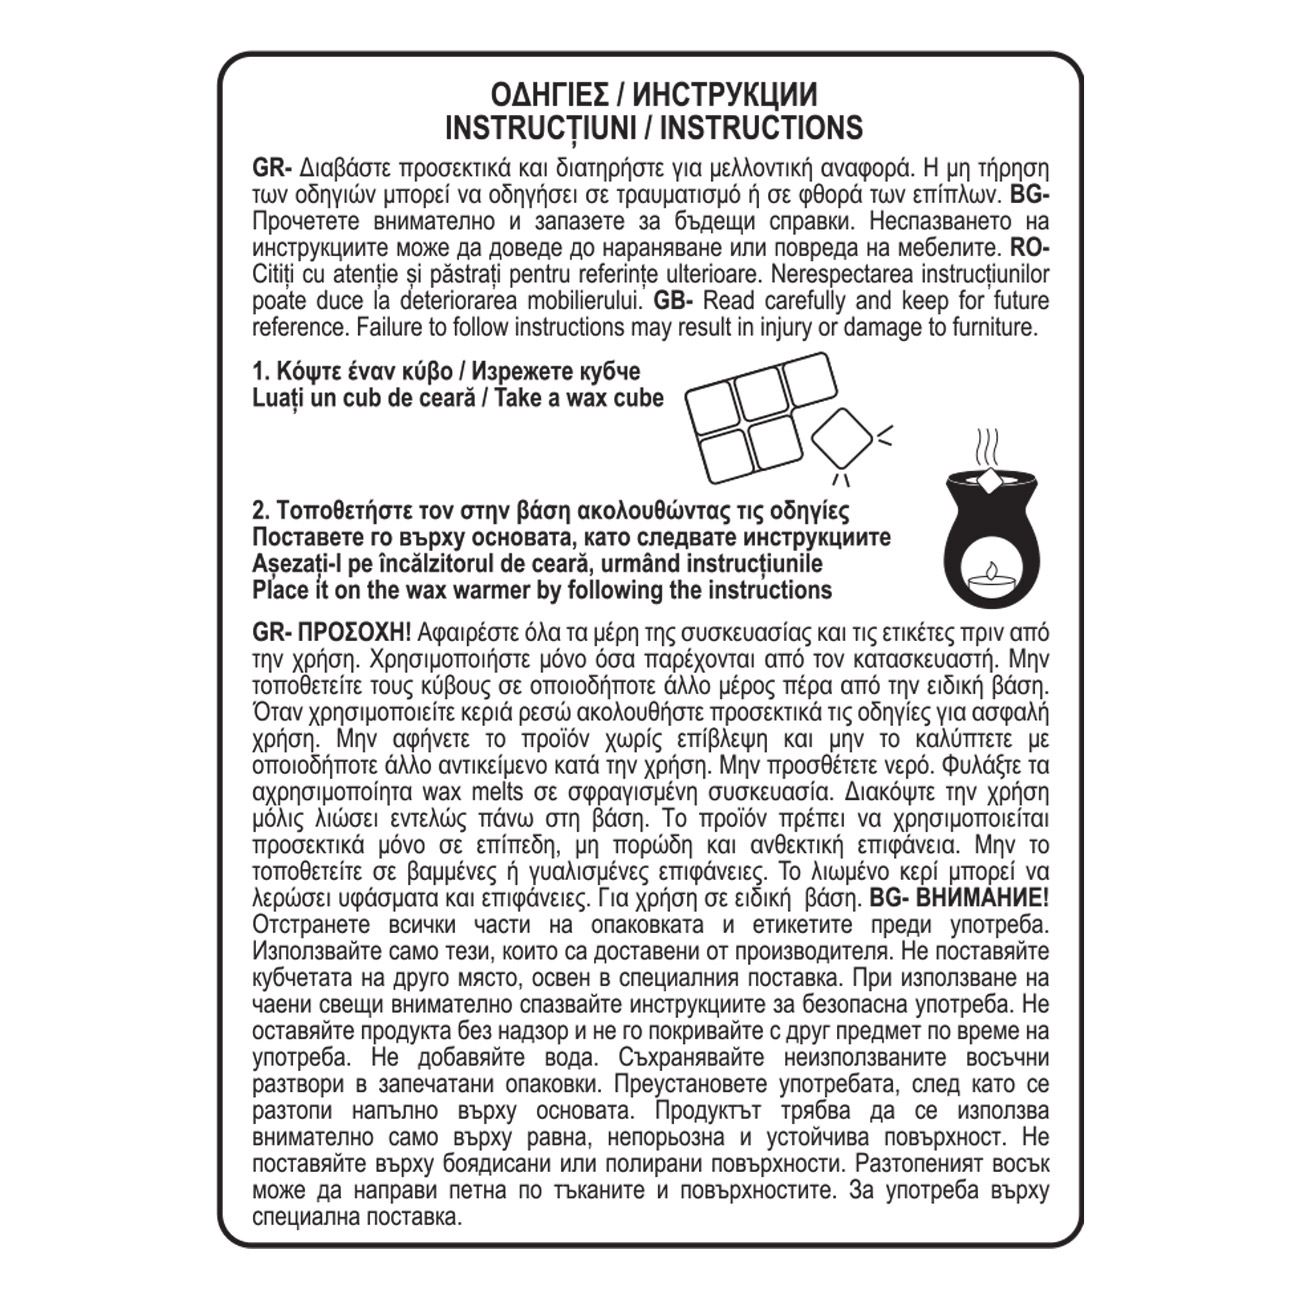 ΟΔΗΓΙΕΣ / ИНСТРУКЦИИ
INSTRUCȚIUNI / INSTRUCTIONS
GR- Διαβάστε προσεκτικά και διατηρήστε για μελλοντική αναφορά. Η μη τήρηση
των οδηγιών μπορεί να οδηγήσει σε τραυματισμό ή σε φθορά των επίπλων. BG-
Прочетете внимателно и запазете за бъдещи справки. Неспазването на
инструкциите може да доведе до нараняване или повреда на мебелите. RO-
Citiți cu atenție și păstrați pentru referințe ulterioare. Nerespectarea instrucțiunilor
poate duce la deteriorarea mobilierului. GB- Read carefully and keep for future
reference. Failure to follow instructions may result in injury or damage to furniture.
1. Κόψτε έναν κύβο / Изрежете кубче
Luați un cub de ceară / Take a wax cube
2. Τοποθετήστε τον στην βάση ακολουθώντας τις οδηγίες
Поставете го върху основата, като следвате инструкциите
Așezați-l pe încălzitorul de ceară, urmând instrucțiunile
Place it on the wax warmer by following the instructions
GR- ΠΡΟΣΟΧΗ! Αφαιρέστε όλα τα μέρη της συσκευασίας και τις ετικέτες πριν από
την χρήση. Χρησιμοποιήστε μόνο όσα παρέχονται από τον κατασκευαστή. Μην
τοποθετείτε τους κύβους σε οποιοδήποτε άλλο μέρος πέρα από την ειδική βάση.
Όταν χρησιμοποιείτε κεριά ρεσώ ακολουθήστε προσεκτικά τις οδηγίες για ασφαλή
χρήση. Μην αφήνετε το προϊόν χωρίς επίβλεψη και μην το καλύπτετε με
οποιοδήποτε άλλο αντικείμενο κατά την χρήση. Μην προσθέτετε νερό. Φυλάξτε τα
αχρησιμοποίητα wax melts σε σφραγισμένη συσκευασία. Διακόψτε την χρήση
μόλις λιώσει εντελώς πάνω στη βάση. Το προϊόν πρέπει να χρησιμοποιείται
προσεκτικά μόνο σε επίπεδη, μη πορώδη και ανθεκτική επιφάνεια. Μην το
τοποθετείτε σε βαμμένες ή γυαλισμένες επιφάνειες. Το λιωμένο κερί μπορεί να
λερώσει υφάσματα και επιφάνειες. Για χρήση σε ειδική βάση. BG- ВНИМАНИЕ!
Отстранете всички части на опаковката и етикетите преди употреба.
Използвайте само тези, които са доставени от производителя. Не поставяйте
кубчетата на друго място, освен в специалния поставка. При използване на
чаени свещи внимателно спазвайте инструкциите за безопасна употреба. Не
оставяйте продукта без надзор и не го покривайте с друг предмет по време на
употреба. Не добавяйте вода. Съхранявайте неизползваните восъчни
разтвори в запечатани опаковки. Преустановете употребата, след като се
разтопи напълно върху основата. Продуктът трябва да се използва
внимателно само върху равна, непорьозна и устойчива повърхност. Не
поставяйте върху боядисани или полирани повърхности. Разтопеният восък
може да направи петна по тъканите и повърхностите. За употреба върху
специална поставка.